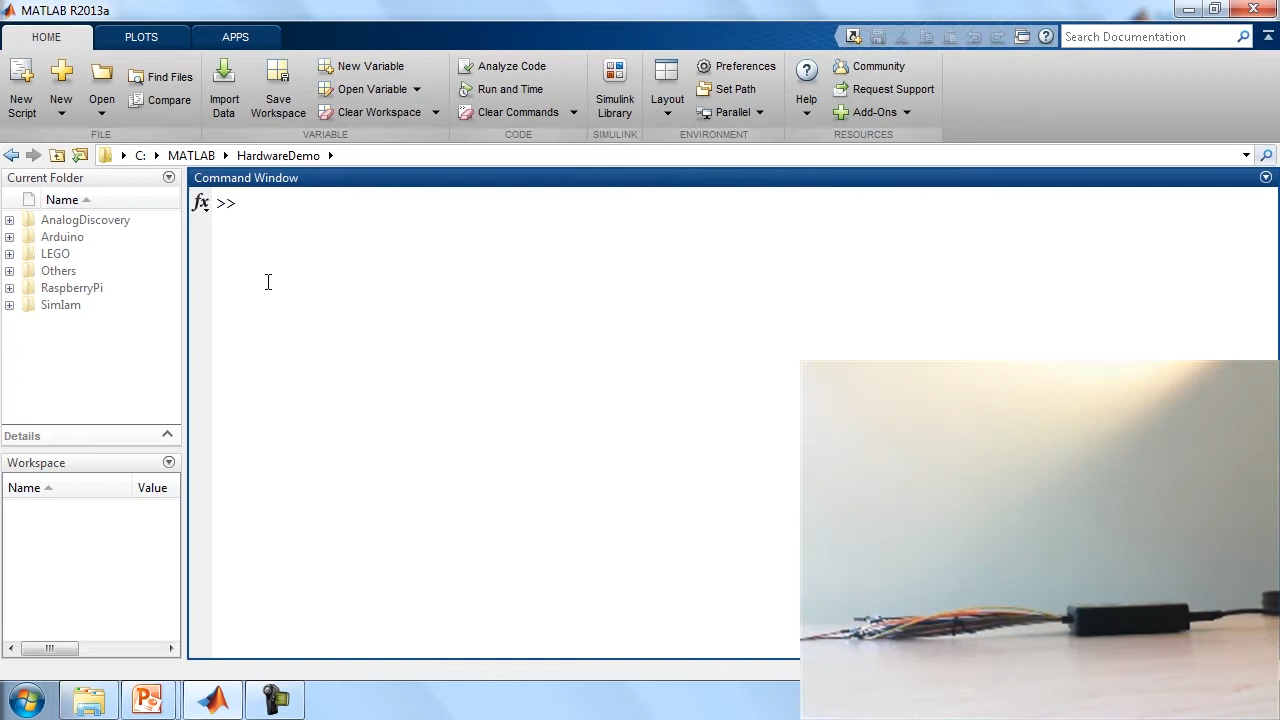 MATLAB R2013a
HOME PLOTS APPS Search Documentation
New Script New Open Find Files Compare Import Data Save Workspace New Variable Open Variable Clear Workspace Analyze Code Run and Time Clear Commands Simulink Library Layout Preferences Set Path Parallel Help Community Request Support Add-Ons
FILE VARIABLE CODE SIMULINK ENVIRONMENT RESOURCES
C: MATLAB HardwareDemo
Current Folder
Name
AnalogDiscovery
Arduino
LEGO
Others
RaspberryPi
SimIam
Details
Workspace
Name Value
Command Window
fx >>